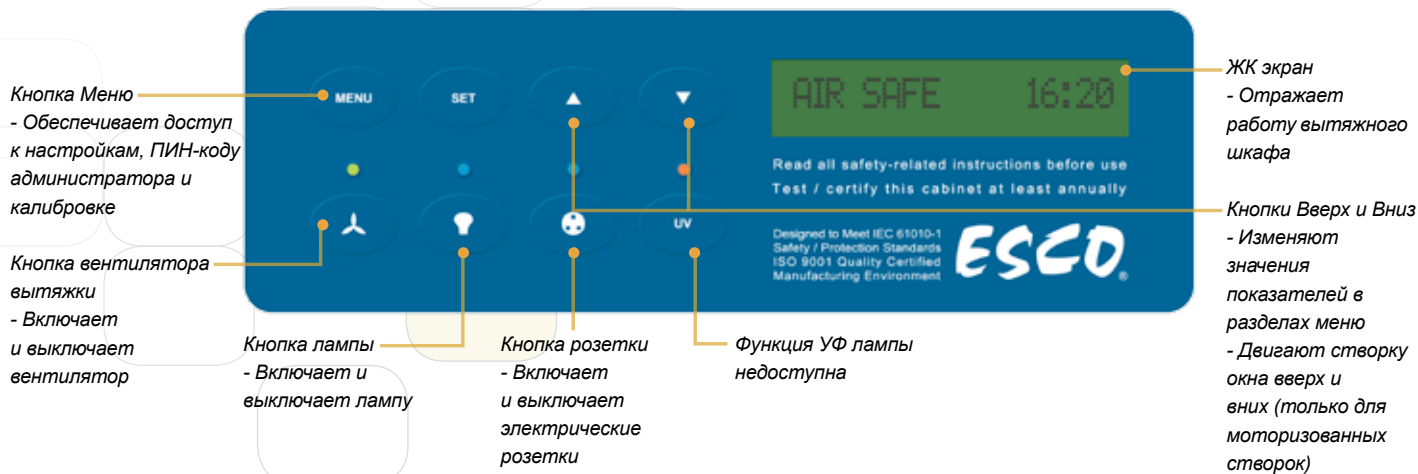 Кнопка Меню
- Обеспечивает доступ
к настройкам, ПИН-коду
администратора и
калибровке
Кнопка вентилятора
вытяжки
- Включает
и выключает
вентилятор
MENU
SET
UV
AIR SAFE 16:20
Read all safety-related instructions before use
Test / certify this cabinet at least annually
Designed to Meet IEC 61010-1
Safety / Protection Standards
ISO 9001 Quality Certified
Manufacturing Environment
ESCO®
Кнопка лампы
- Включает и
выключает лампу
Кнопка розетки
- Включает
и выключает
электрические
розетки
Функция УФ лампы
недоступна
ЖК экран
- Отражает
работу вытяжного
шкафа
Кнопки Вверх и Вниз
- Изменяют
значения
показателей в
разделах меню
- Двигают створку
окна вверх и
вних (только для
моторизованных
створок)